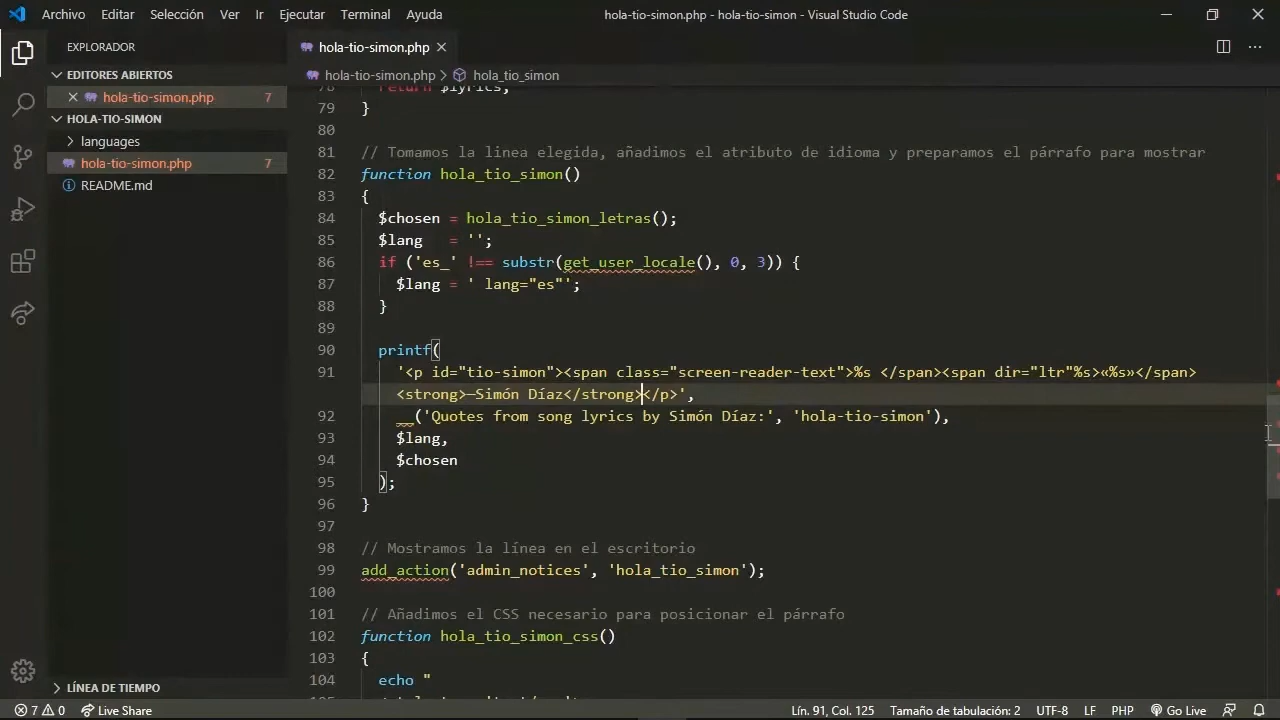 Archivo Editar Selección Ver Ir Ejecutar Terminal Ayuda
hola-tio-simon.php - hola-tio-simon - Visual Studio Code
EXPLORADOR
EDITORES ABIERTOS
hola-tio-simon.php 7
HOLA-TIO-SIMON
languages
hola-tio-simon.php 7
README.md
LÍNEA DE TIEMPO
hola-tio-simon.php
hola-tio-simon.php > hola_tio_simon
78 return $lyrics;
79 }
80
81 // Tomamos la linea elegida, añadimos el atributo de idioma y preparamos el párrafo para mostrar
82 function hola_tio_simon()
83 {
84 $chosen = hola_tio_simon_letras();
85 $lang = '';
86 if ('es_' !== substr(get_user_locale(), 0, 3)) {
87 $lang = ' lang="es"';
88 }
89
90 printf(
91 '<p id="tio-simon"><span class="screen-reader-text">%s </span><span dir="ltr"%s>«%s»</span>
<strong>—Simón Díaz</strong></p>',
92 __('Quotes from song lyrics by Simón Díaz:', 'hola-tio-simon'),
93 $lang,
94 $chosen
95 );
96 }
97
98 // Mostramos la línea en el escritorio
99 add_action('admin_notices', 'hola_tio_simon');
100
101 // Añadimos el CSS necesario para posicionar el párrafo
102 function hola_tio_simon_css()
103 {
104 echo "
7 0 Live Share
Lín. 91, Col. 125 Tamaño de tabulación: 2 UTF-8 LF PHP Go Live